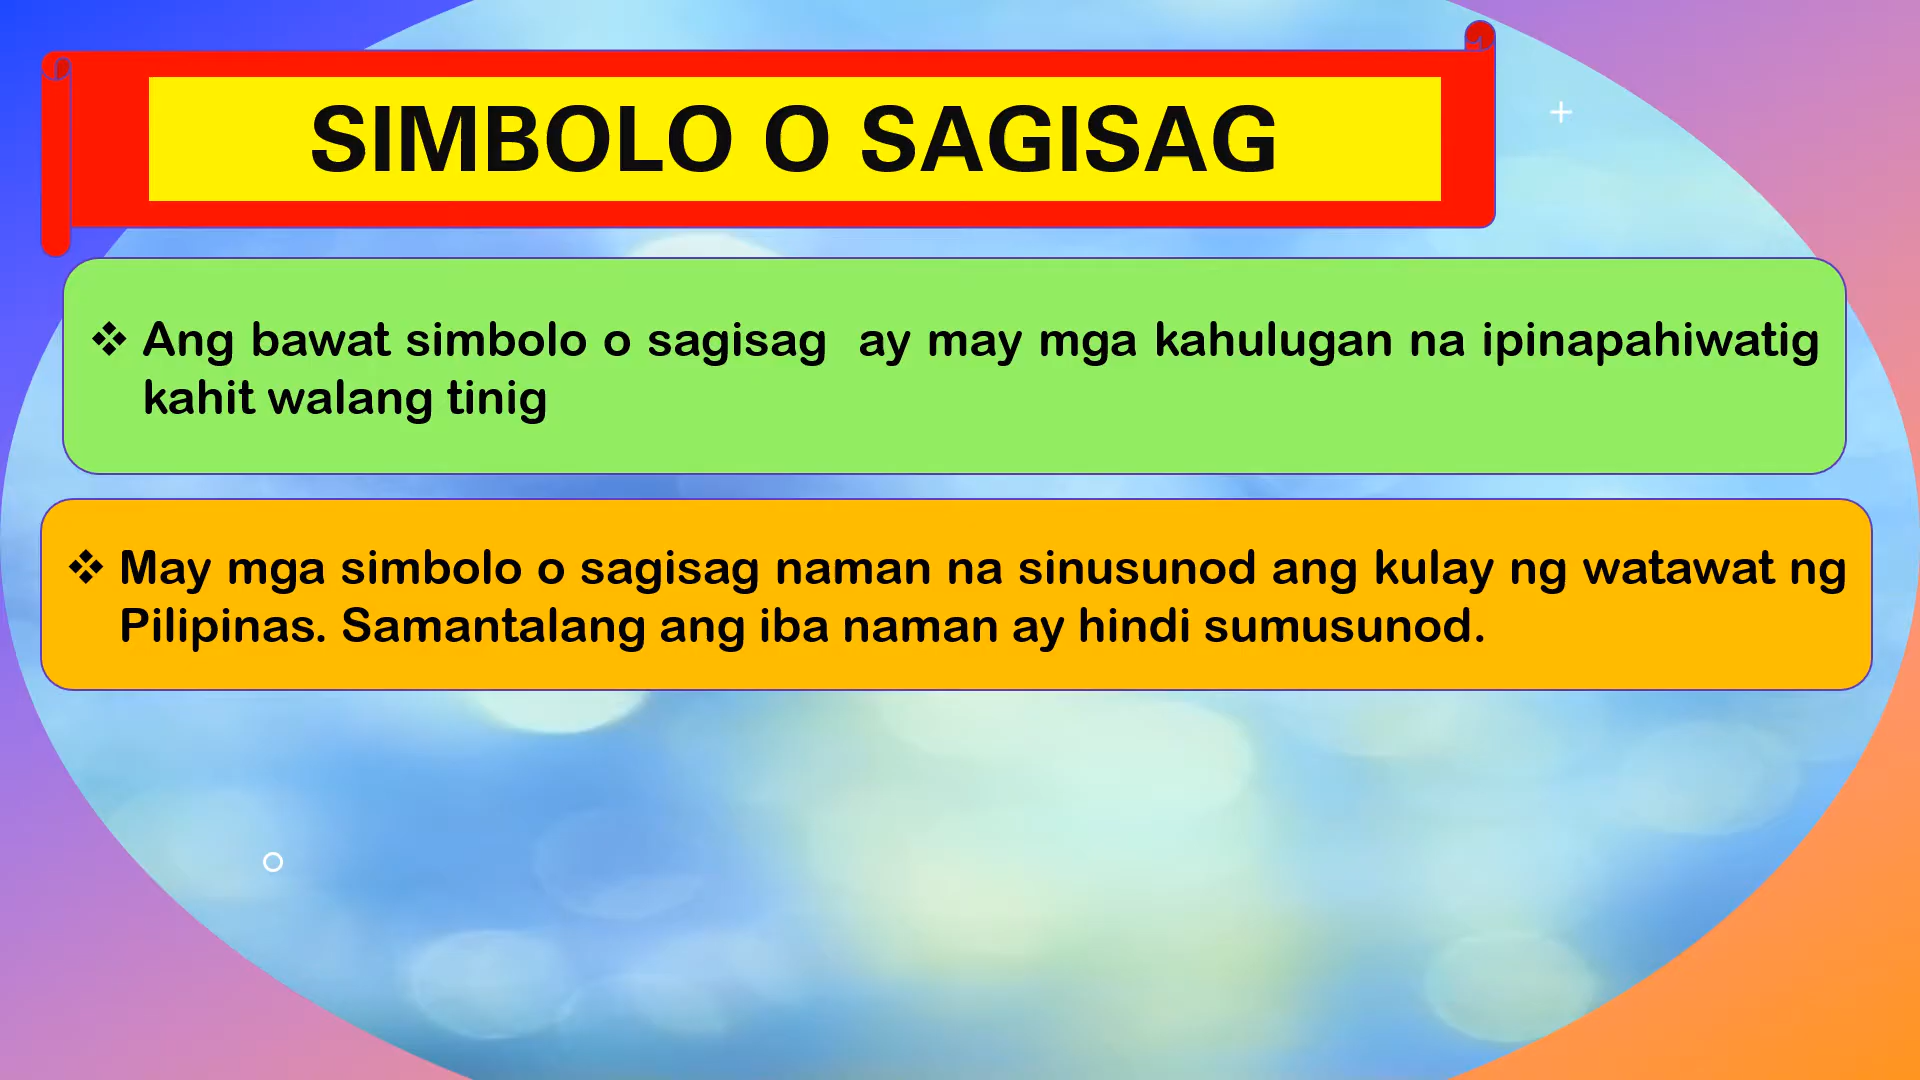 SIMBOLO O SAGISAG
❖ Ang bawat simbolo o sagisag ay may mga kahulugan na ipinapahiwatig
kahit walang tinig
❖ May mga simbolo o sagisag naman na sinusunod ang kulay ng watawat ng
Pilipinas. Samantalang ang iba naman ay hindi sumusunod.